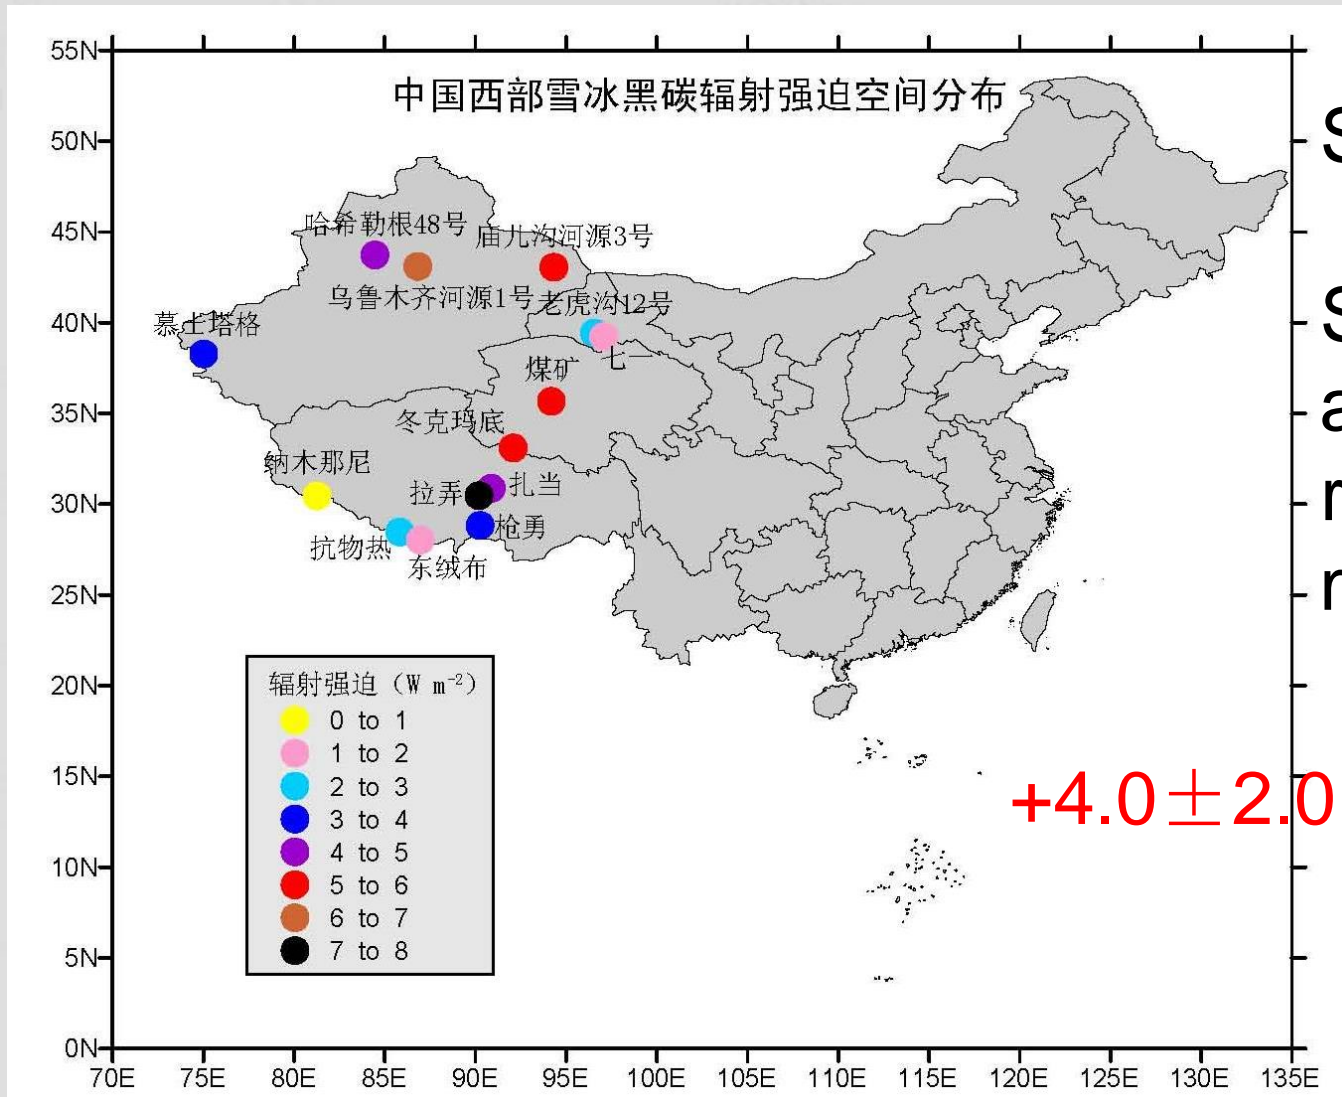 中国西部雪冰黑碳辐射强迫空间分布
55N
50N
45N
40N
35N
30N
25N
20N
15N
10N
5N
0N
哈希勒根48号
庙儿沟河源3号
乌鲁木齐河源1号
老虎沟12号
慕士塔格
七一
煤矿
冬克玛底
纳木那尼
拉弄
扎当
枪勇
抗物热
东绒布
辐射强迫（W m⁻²）
0 to 1
1 to 2
2 to 3
3 to 4
4 to 5
5 to 6
6 to 7
7 to 8
70E 75E 80E 85E 90E 95E 100E 105E 110E 115E 120E 125E 130E 135E
S
S
a
r
r
+4.0±2.0